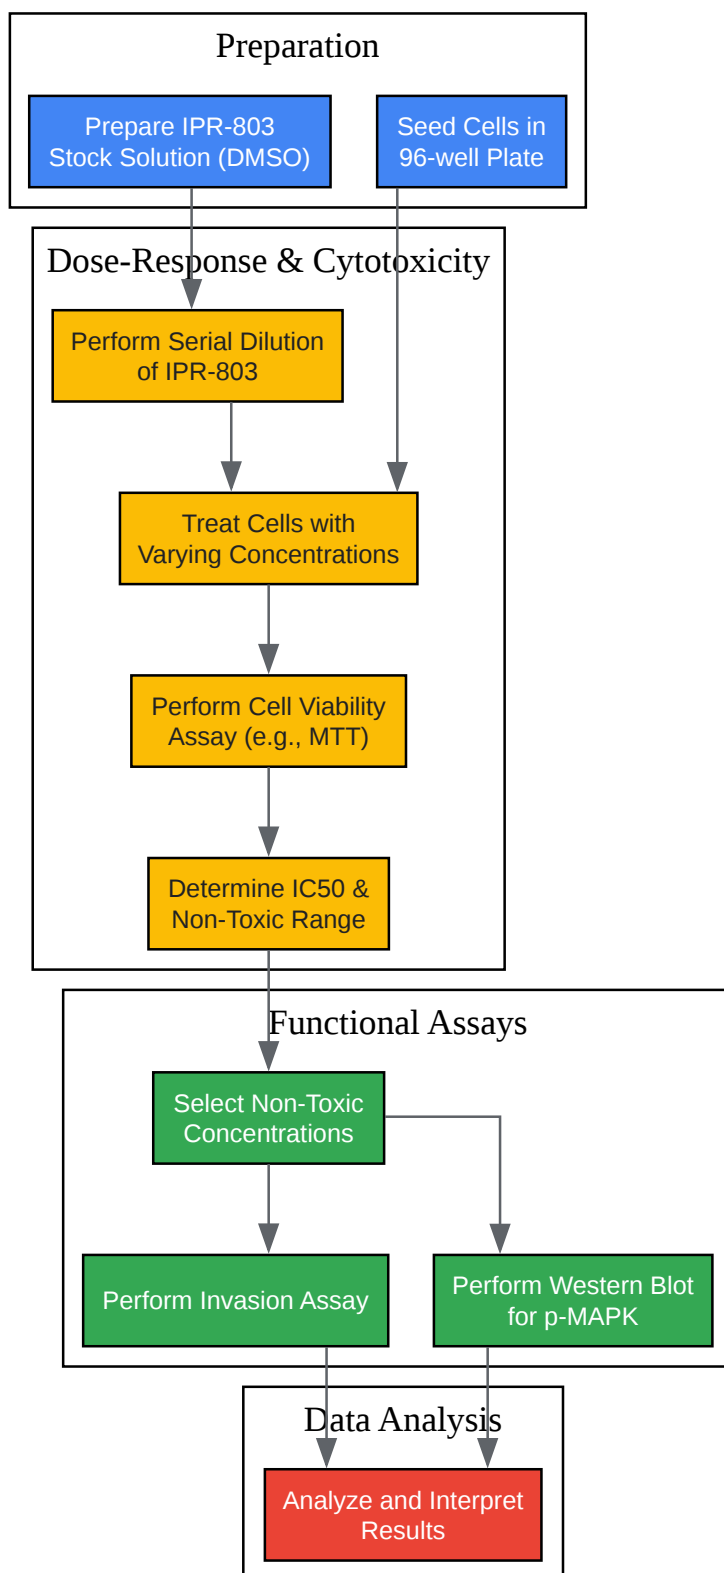 Preparation
Prepare IPR-803
Stock Solution (DMSO)
Seed Cells in
96-well Plate
Dose-Response & Cytotoxicity
Perform Serial Dilution
of IPR-803
Treat Cells with
Varying Concentrations
Perform Cell Viability
Assay (e.g., MTT)
Determine IC50 &
Non-Toxic Range
Functional Assays
Select Non-Toxic
Concentrations
Perform Invasion Assay
Perform Western Blot
for p-MAPK
Data Analysis
Analyze and Interpret
Results